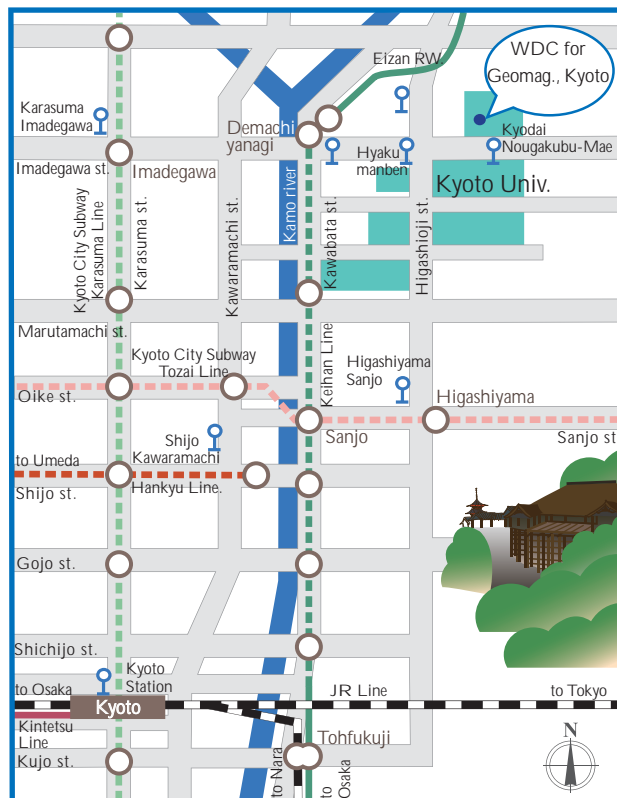 Eizan RW.
WDC for
Geomag., Kyoto
Karasuma
Imadegawa
Demachi
yanagi
Kyodai
Nougakubu-Mae
Hyaku
manben
Imadegawa st.
Imadegawa
Kyoto Univ.
Kyoto City Subway
Karasuma Line
Karasuma st.
Kawaramachi st.
Kamo river
Kawabata st.
Higashioji st.
Marutamachi st.
Kyoto City Subway
Tozai Line
Keihan Line
Higashiyama
Sanjo
Oike st.
Higashiyama
Sanjo
Sanjo st
Shijo
Kawaramachi
to Umeda
Hankyu Line.
Shijo st.
Gojo st.
Shichijo st.
Kyoto
Station
to Osaka
JR Line
to Tokyo
Kyoto
Kintetsu
Line
Tohfukuji
Kujo st.
to Nara
to
Osaka
N